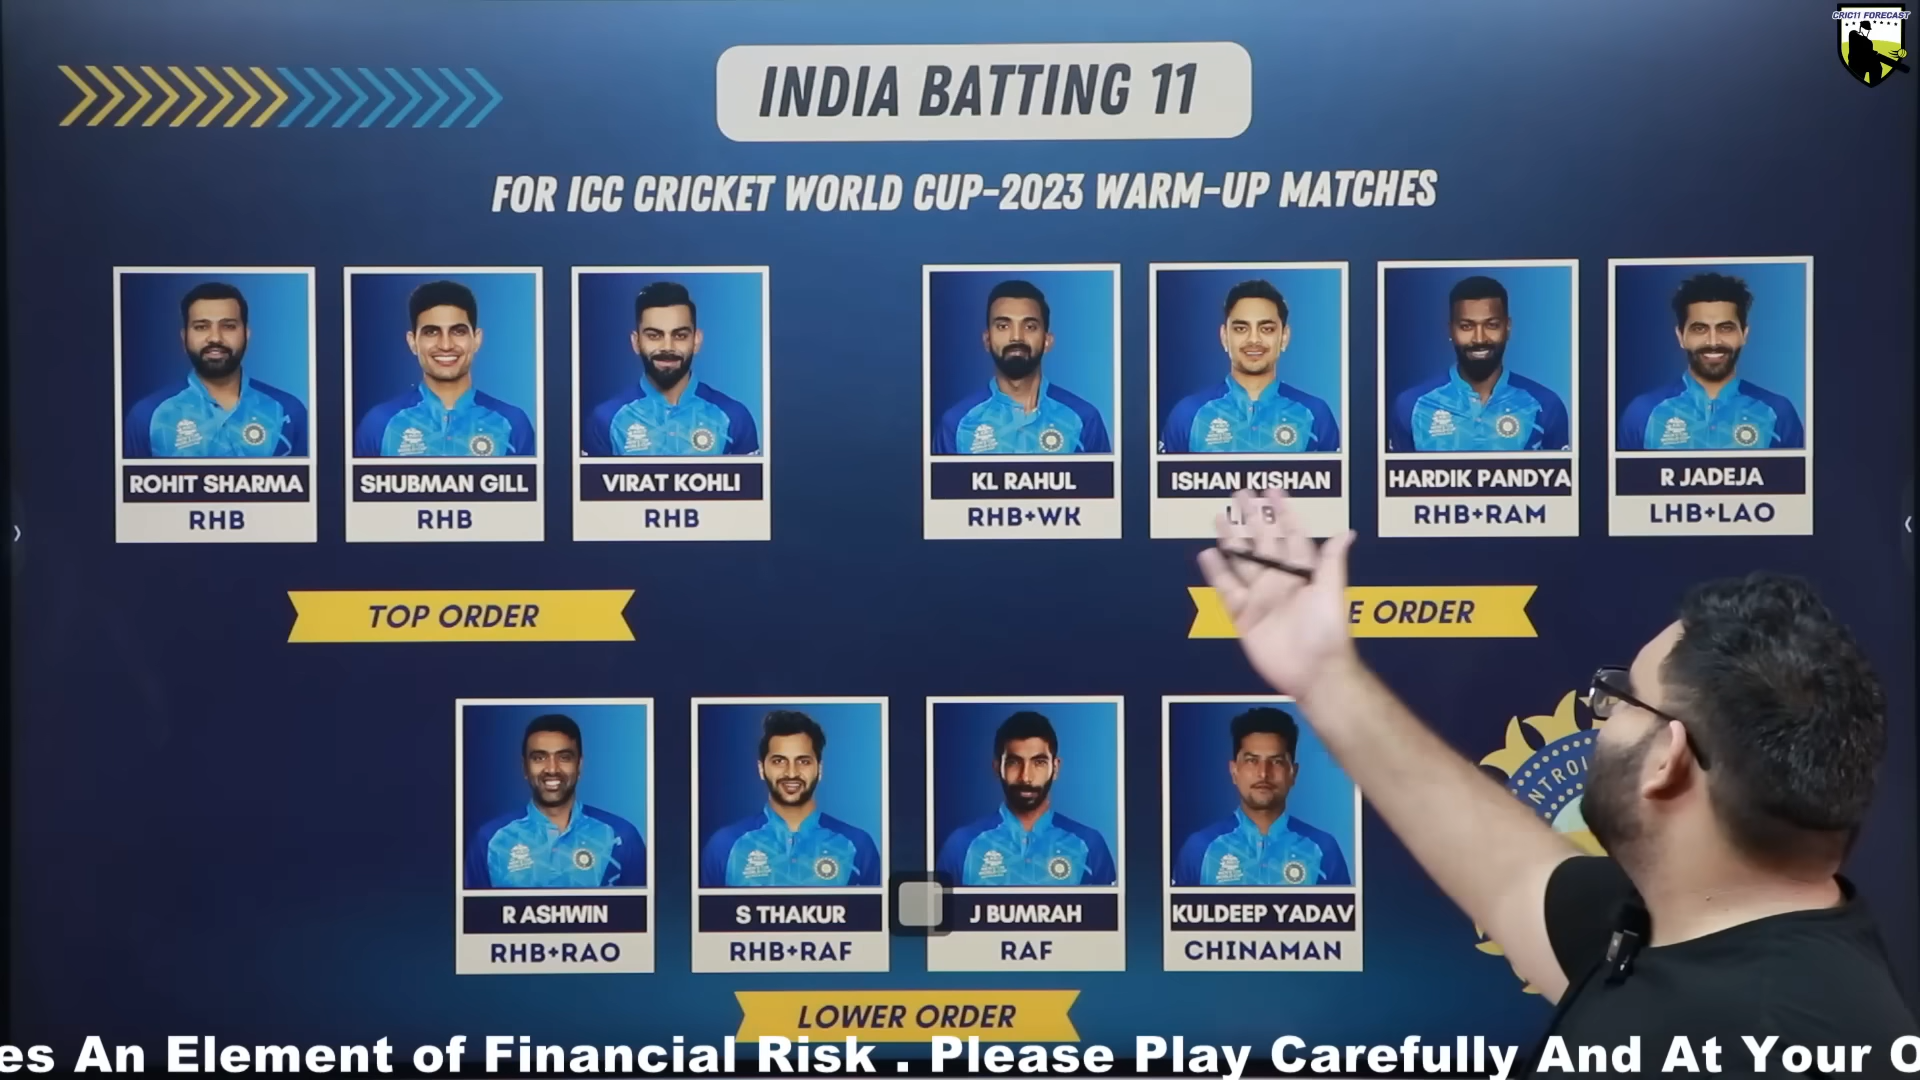 CRIC11 FORECAST
INDIA BATTING 11
FOR ICC CRICKET WORLD CUP-2023 WARM-UP MATCHES
ROHIT SHARMA
RHB
SHUBMAN GILL
RHB
VIRAT KOHLI
RHB
KL RAHUL
RHB+WK
ISHAN KISHAN
HARDIK PANDYA
RHB+RAM
R JADEJA
LHB+LAO
TOP ORDER
ORDER
R ASHWIN
RHB+RAO
S THAKUR
RHB+RAF
J BUMRAH
RAF
KULDEEP YADAV
CHINAMAN
LOWER ORDER
es An Element of Financial Risk . Please Play Carefully And At Your O